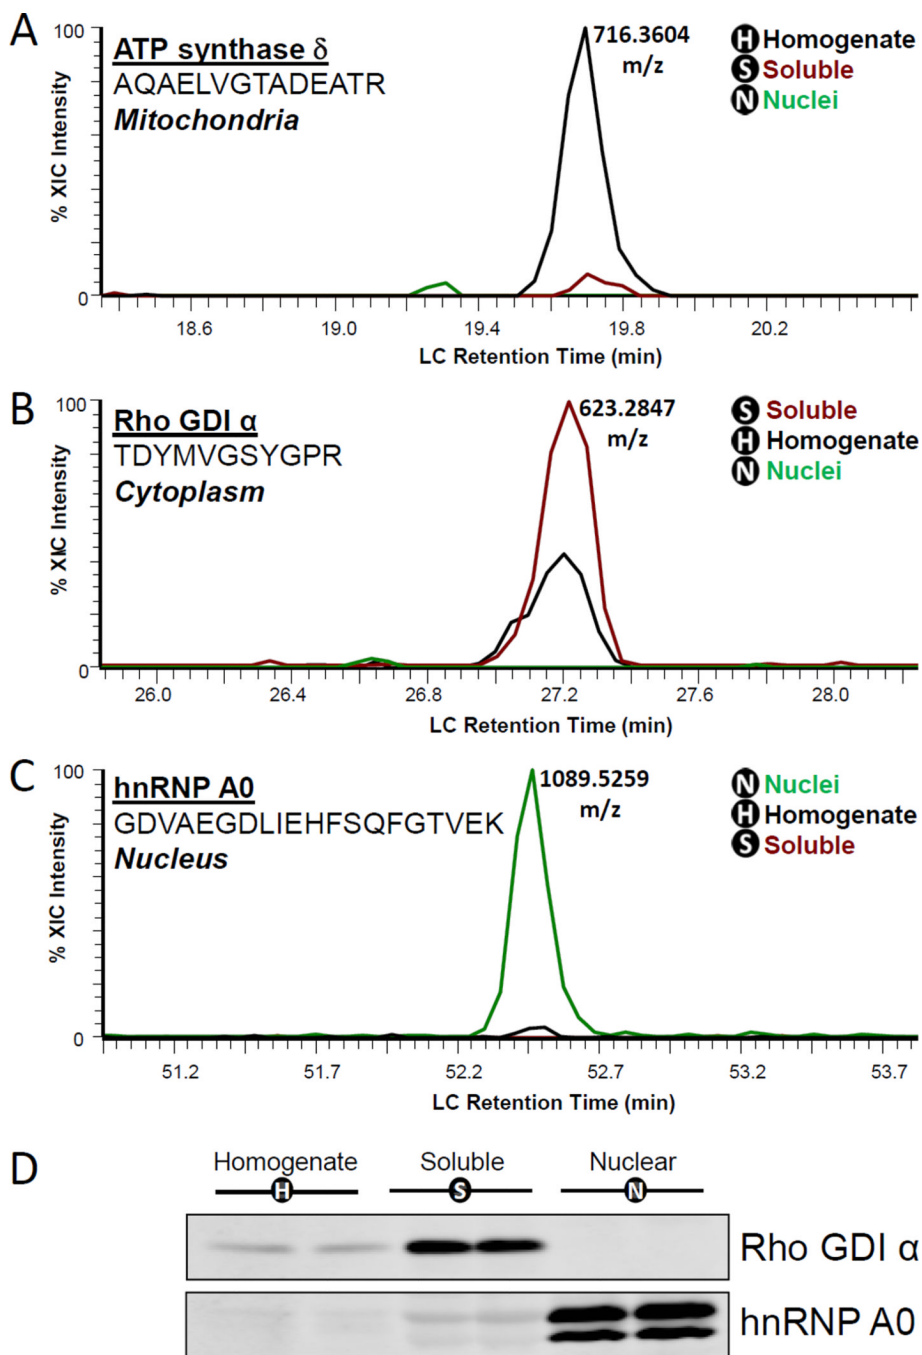 A
ATP synthase δ
AQAELVGTADEATR
Mitochondria
716.3604
m/z
H Homogenate
S Soluble
N Nuclei
% XIC Intensity
100
0
18.6 19.0 19.4 19.8 20.2
LC Retention Time (min)
B
Rho GDI α
TDYMVGSYGPR
Cytoplasm
623.2847
m/z
S Soluble
H Homogenate
N Nuclei
% XIC Intensity
100
0
26.0 26.4 26.8 27.2 27.6 28.0
LC Retention Time (min)
C
hnRNP A0
GDVAEGDLIEHFSQFGTVEK
Nucleus
1089.5259
m/z
N Nuclei
H Homogenate
S Soluble
% XIC Intensity
100
0
51.2 51.7 52.2 52.7 53.2 53.7
LC Retention Time (min)
D
Homogenate Soluble Nuclear
H S N
Rho GDI α
hnRNP A0